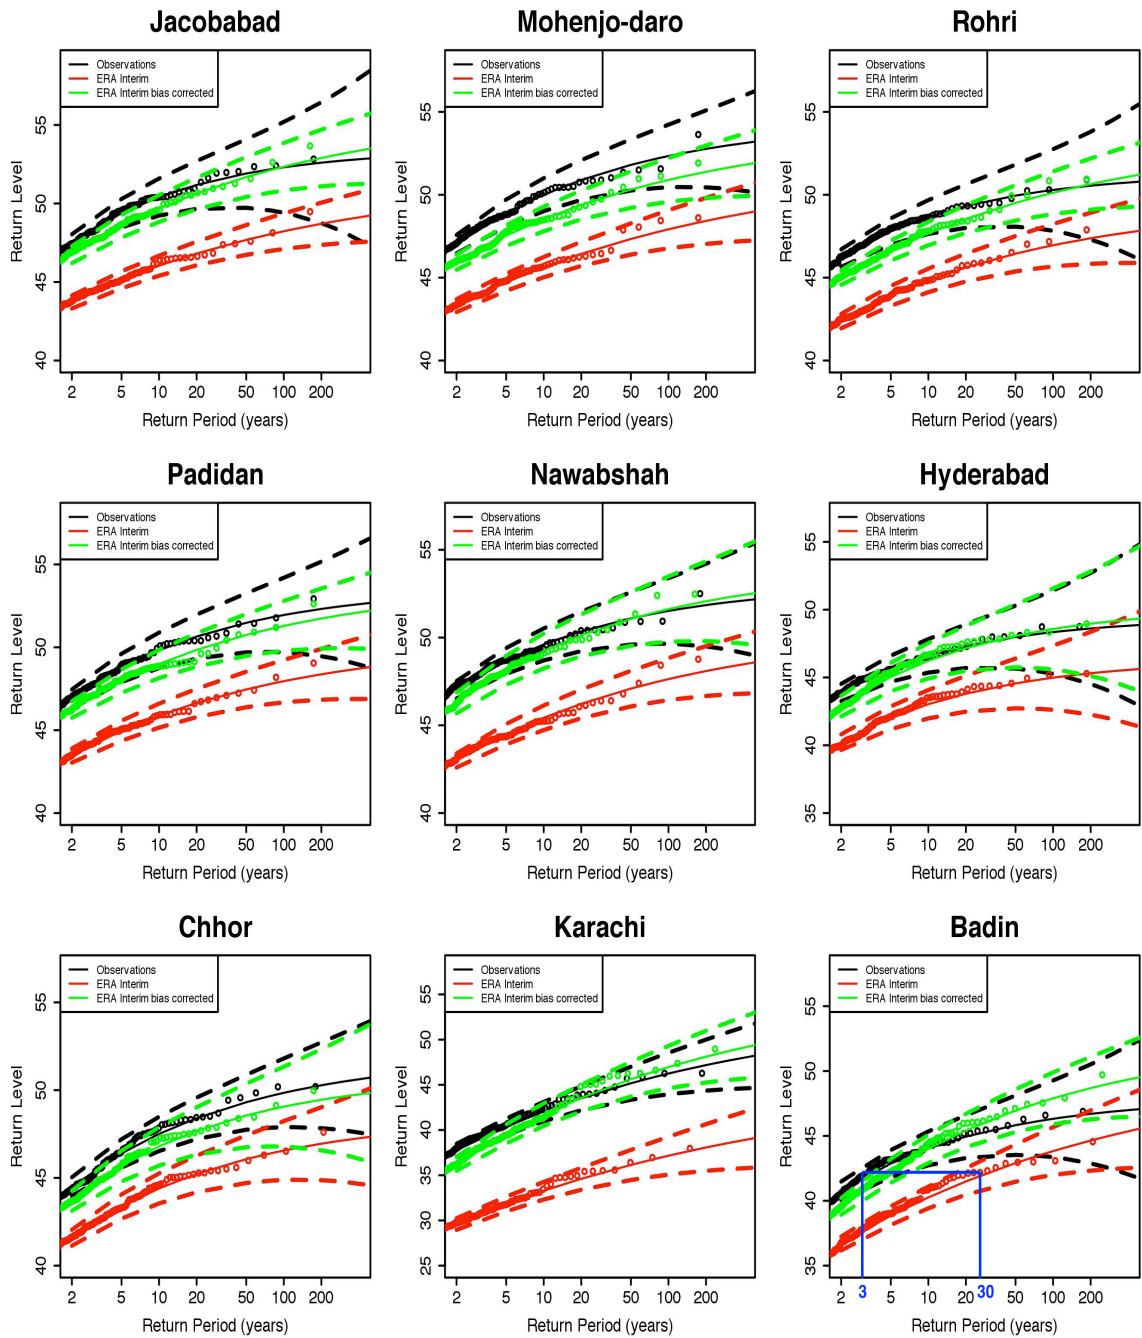 Jacobabad
Mohenjo-daro
Rohri
Observations
ERA Interim
ERA Interim bias corrected
Return Level
55
50
45
40
2 5 10 20 50 100 200
Return Period (years)
Observations
ERA Interim
ERA Interim bias corrected
Return Level
55
50
45
40
2 5 10 20 50 100 200
Return Period (years)
Observations
ERA Interim
ERA Interim bias corrected
Return Level
55
50
45
40
2 5 10 20 50 100 200
Return Period (years)
Padidan
Nawabshah
Hyderabad
Observations
ERA Interim
ERA Interim bias corrected
Return Level
55
50
45
40
2 5 10 20 50 100 200
Return Period (years)
Observations
ERA Interim
ERA Interim bias corrected
Return Level
55
50
45
40
2 5 10 20 50 100 200
Return Period (years)
Observations
ERA Interim
ERA Interim bias corrected
Return Level
55
50
45
40
35
2 5 10 20 50 100 200
Return Period (years)
Chhor
Karachi
Badin
Observations
ERA Interim
ERA Interim bias corrected
Return Level
55
50
45
40
2 5 10 20 50 100 200
Return Period (years)
Observations
ERA Interim
ERA Interim bias corrected
Return Level
55
50
45
40
35
30
25
2 5 10 20 50 100 200
Return Period (years)
Observations
ERA Interim
ERA Interim bias corrected
Return Level
55
50
45
40
35
3 30
2 5 10 20 50 100 200
Return Period (years)